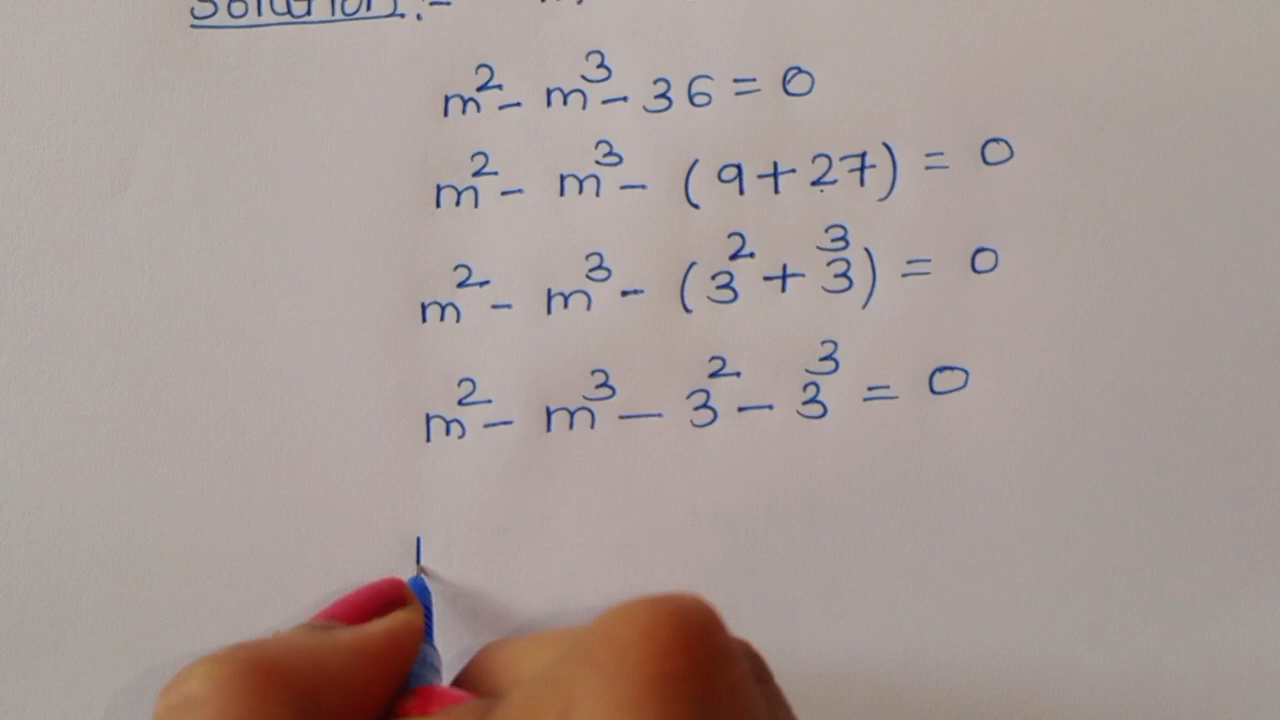 Solution:-
m² - m³ - 36 = 0
m² - m³ - (9+27) = 0
m² - m³ - (3² + 3³) = 0
m² - m³ - 3² - 3³ = 0